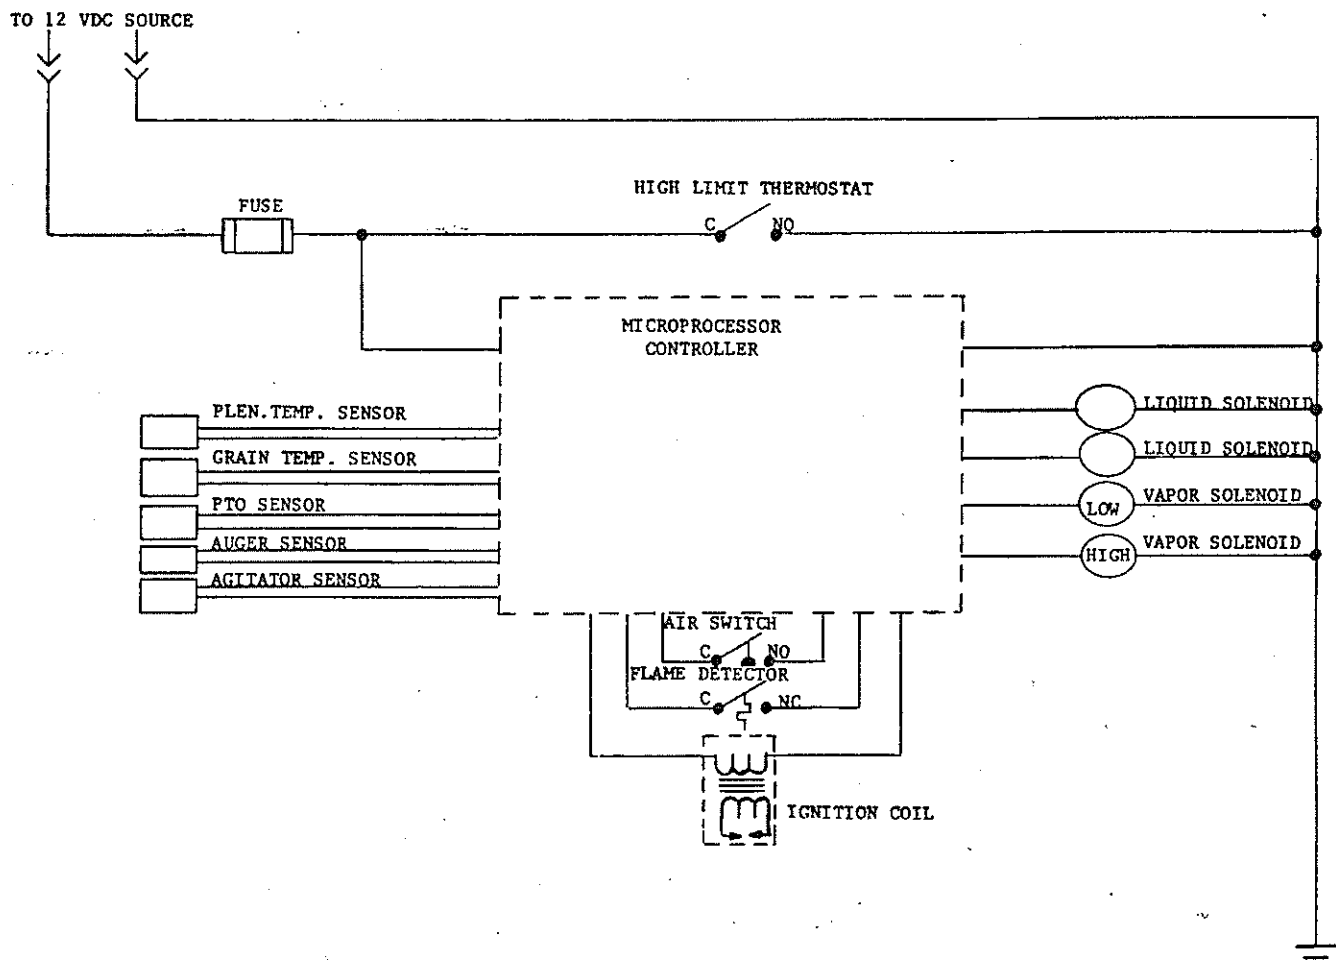 TO 12 VDC SOURCE
HIGH LIMIT THERMOSTAT
FUSE
C NO
MICROPROCESSOR
CONTROLLER
PLEN.TEMP. SENSOR
GRAIN TEMP. SENSOR
PTO SENSOR
AUGER SENSOR
AGITATOR SENSOR
LIQUID SOLENOID
LIQUID SOLENOID
LOW VAPOR SOLENOID
HIGH VAPOR SOLENOID
AIR SWITCH
C NO
FLAME DETECTOR
C NC
IGNITION COIL